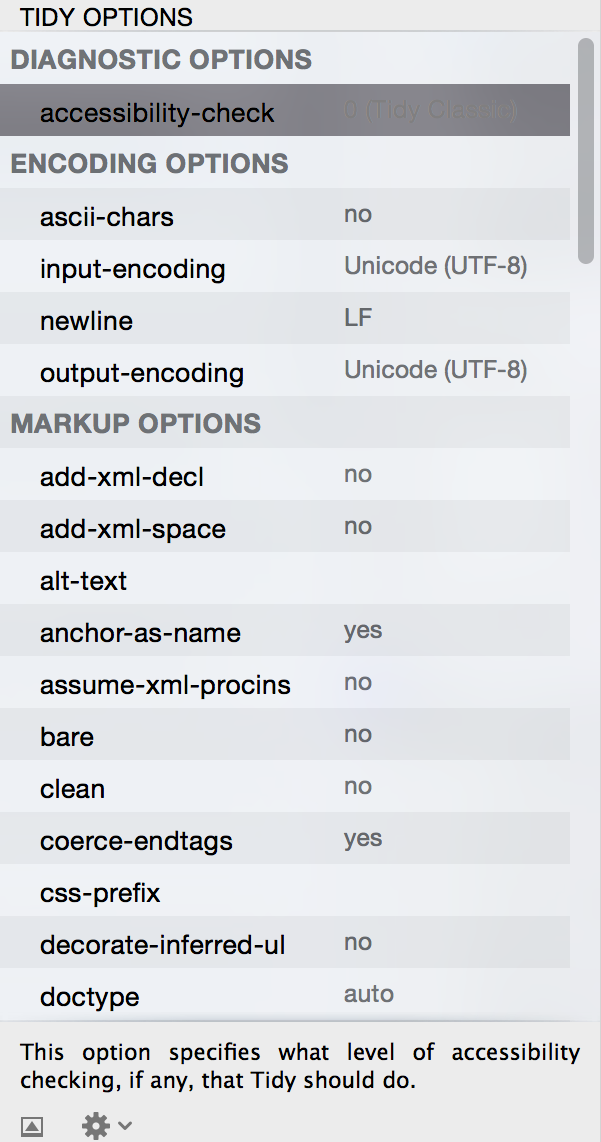 TIDY OPTIONS
DIAGNOSTIC OPTIONS
accessibility-check 0 (Tidy Classic)
ENCODING OPTIONS
ascii-chars no
input-encoding Unicode (UTF-8)
newline LF
output-encoding Unicode (UTF-8)
MARKUP OPTIONS
add-xml-decl no
add-xml-space no
alt-text
anchor-as-name yes
assume-xml-procins no
bare no
clean no
coerce-endtags yes
css-prefix
decorate-inferred-ul no
doctype auto
This option specifies what level of accessibility
checking, if any, that Tidy should do.